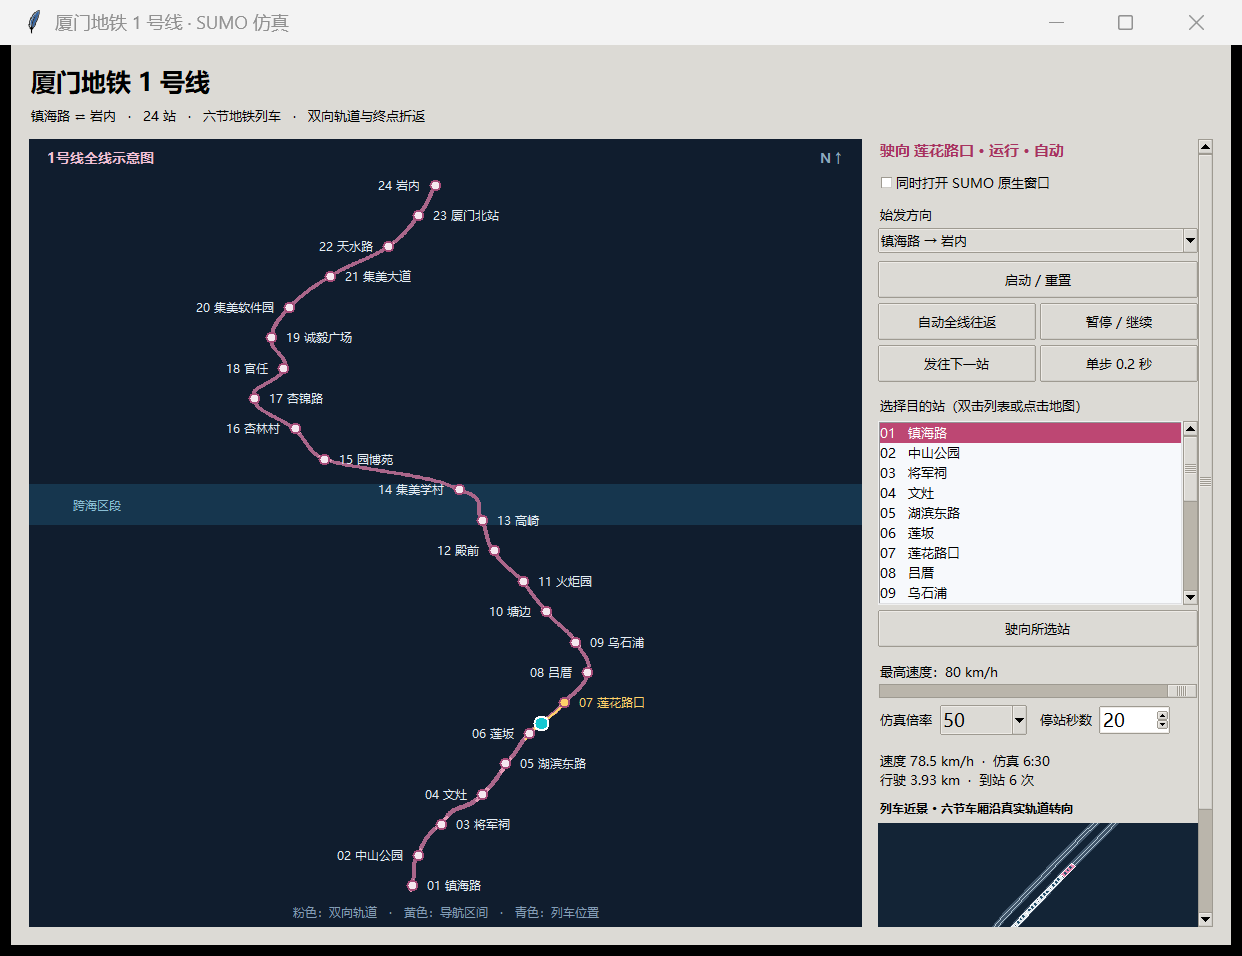 厦门地铁 1 号线 · SUMO 仿真
厦门地铁 1 号线
镇海路 ⇌ 岩内 · 24 站 · 六节地铁列车 · 双向轨道与终点折返
1号线全线示意图
N ↑
24 岩内
23 厦门北站
22 天水路
21 集美大道
20 集美软件园
19 诚毅广场
18 官任
17 杏锦路
16 杏林村
15 园博苑
14 集美学村
跨海区段
13 高崎
12 殿前
11 火炬园
10 塘边
09 乌石浦
08 吕厝
07 莲花路口
06 莲坂
05 湖滨东路
04 文灶
03 将军祠
02 中山公园
01 镇海路
粉色：双向轨道 · 黄色：导航区间 · 青色：列车位置
驶向 莲花路口 • 运行 • 自动
同时打开 SUMO 原生窗口
始发方向
镇海路 → 岩内
启动 / 重置
自动全线往返
暂停 / 继续
发往下一站
单步 0.2 秒
选择目的站（双击列表或点击地图）
01 镇海路
02 中山公园
03 将军祠
04 文灶
05 湖滨东路
06 莲坂
07 莲花路口
08 吕厝
09 乌石浦
驶向所选站
最高速度：80 km/h
仿真倍率 50 停站秒数 20
速度 78.5 km/h · 仿真 6:30
行驶 3.93 km · 到站 6 次
列车近景 • 六节车厢沿真实轨道转向